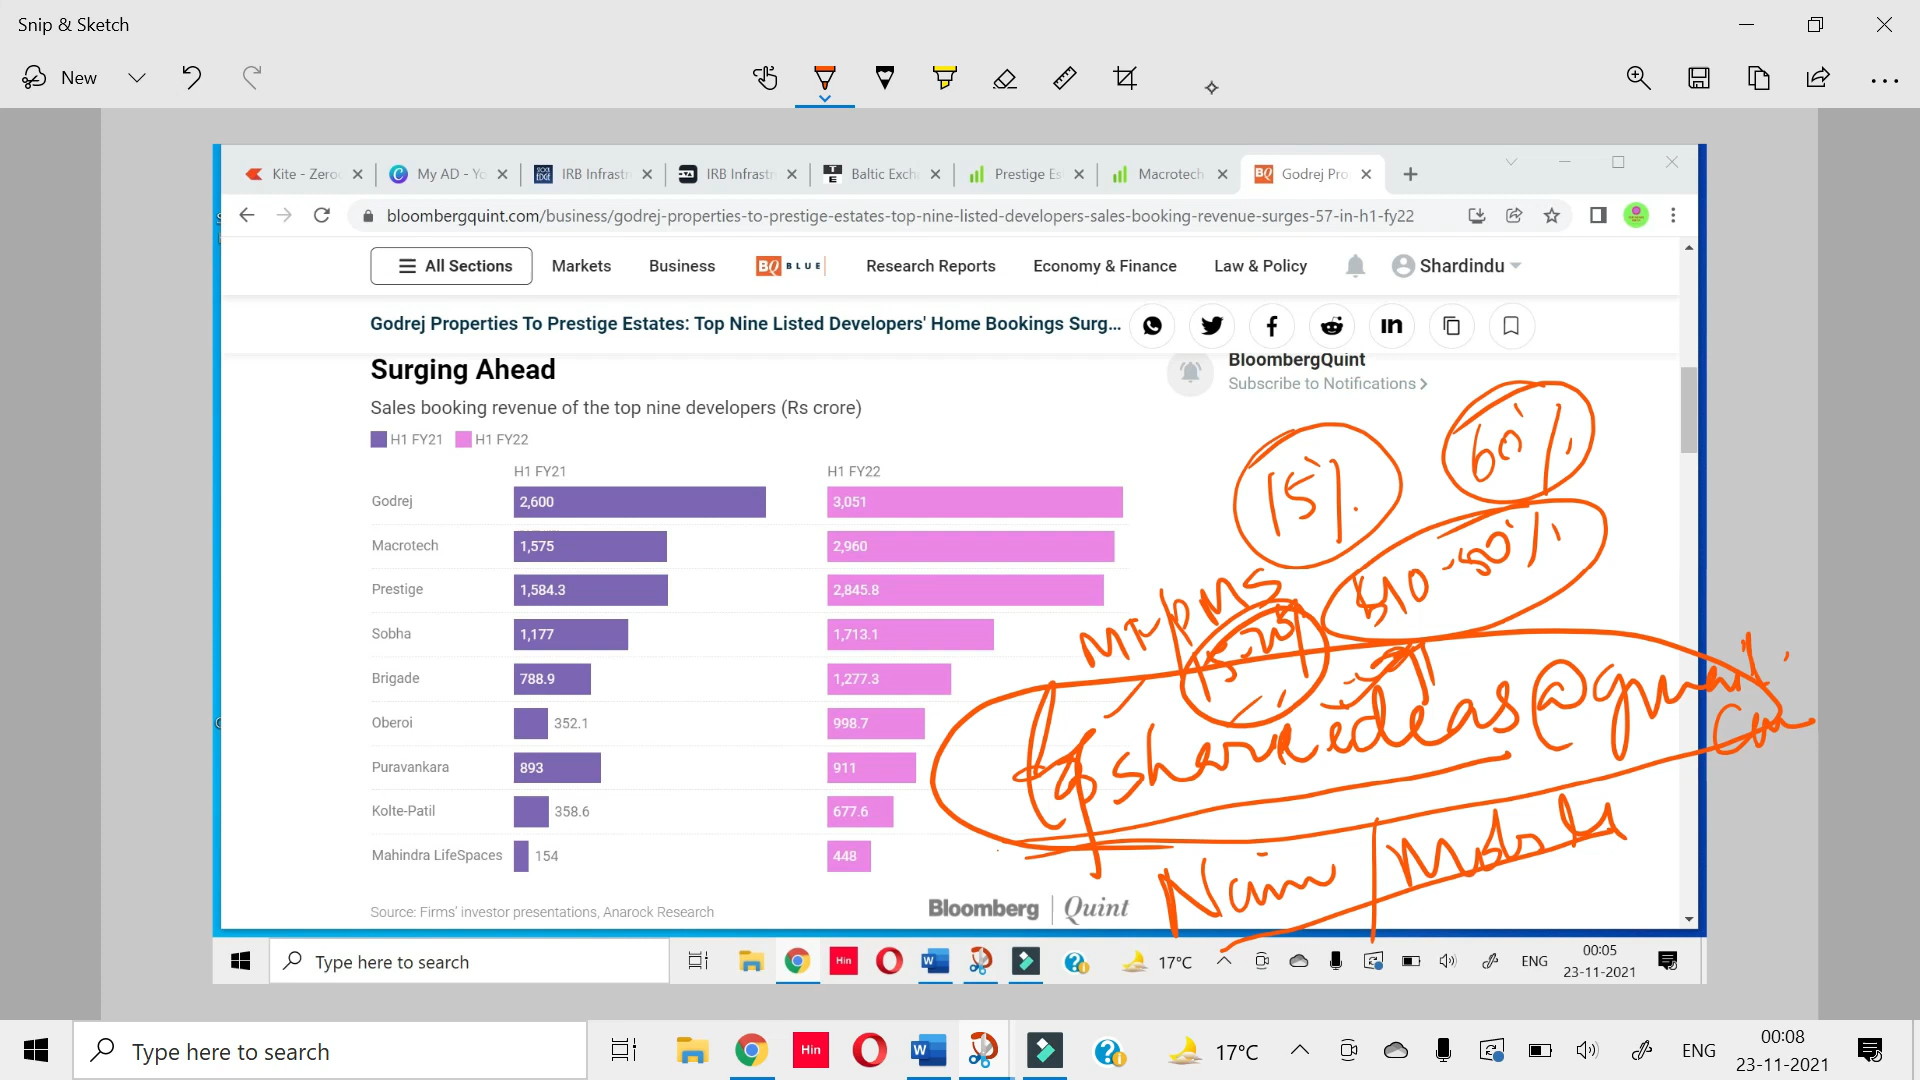 Snip & Sketch
New
Kite - Zero
My AD - Yo
IRB Infrastr
IRB Infrastr
Baltic Exch
Prestige Es
Macrotech
Godrej Pro
bloombergquint.com/business/godrej-properties-to-prestige-estates-top-nine-listed-developers-sales-booking-revenue-surges-57-in-h1-fy22
All Sections
Markets
Business
BQ BLUE
Research Reports
Economy & Finance
Law & Policy
Shardindu
Godrej Properties To Prestige Estates: Top Nine Listed Developers' Home Bookings Surg...
BloombergQuint
Subscribe to Notifications
Surging Ahead
Sales booking revenue of the top nine developers (Rs crore)
H1 FY21 H1 FY22
H1 FY21 H1 FY22
Godrej 2,600 3,051
Macrotech 1,575 2,960
Prestige 1,584.3 2,845.8
Sobha 1,177 1,713.1
Brigade 788.9 1,277.3
Oberoi 352.1 998.7
Puravankara 893 911
Kolte-Patil 358.6 677.6
Mahindra LifeSpaces 154 448
Source: Firms' investor presentations, Anarock Research
Bloomberg | Quint
15%
60%
MF/PMS
@gmail
Com
Name/Mobile
Type here to search
Hin
17°C
ENG
00:05
23-11-2021
Type here to search
Hin
17°C
ENG
00:08
23-11-2021